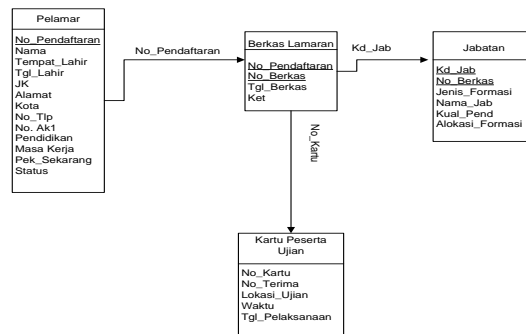 Pelamar
No_Pendaftaran
Nama
Tempat_Lahir
Tgl_Lahir
JK
Alamat
Kota
No_Tlp
No. Ak1
Pendidikan
Masa Kerja
Pek_Sekarang
Status
No_Pendaftaran
Berkas Lamaran
No_Pendaftaran
No_Berkas
Tgl_Berkas
Ket
Kd_Jab
Jabatan
Kd_Jab
No_Berkas
Jenis_Formasi
Nama_Jab
Kual_Pend
Alokasi_Formasi
No_Kartu
Kartu Peserta
Ujian
No_Kartu
No_Terima
Lokasi_Ujian
Waktu
Tgl_Pelaksanaan